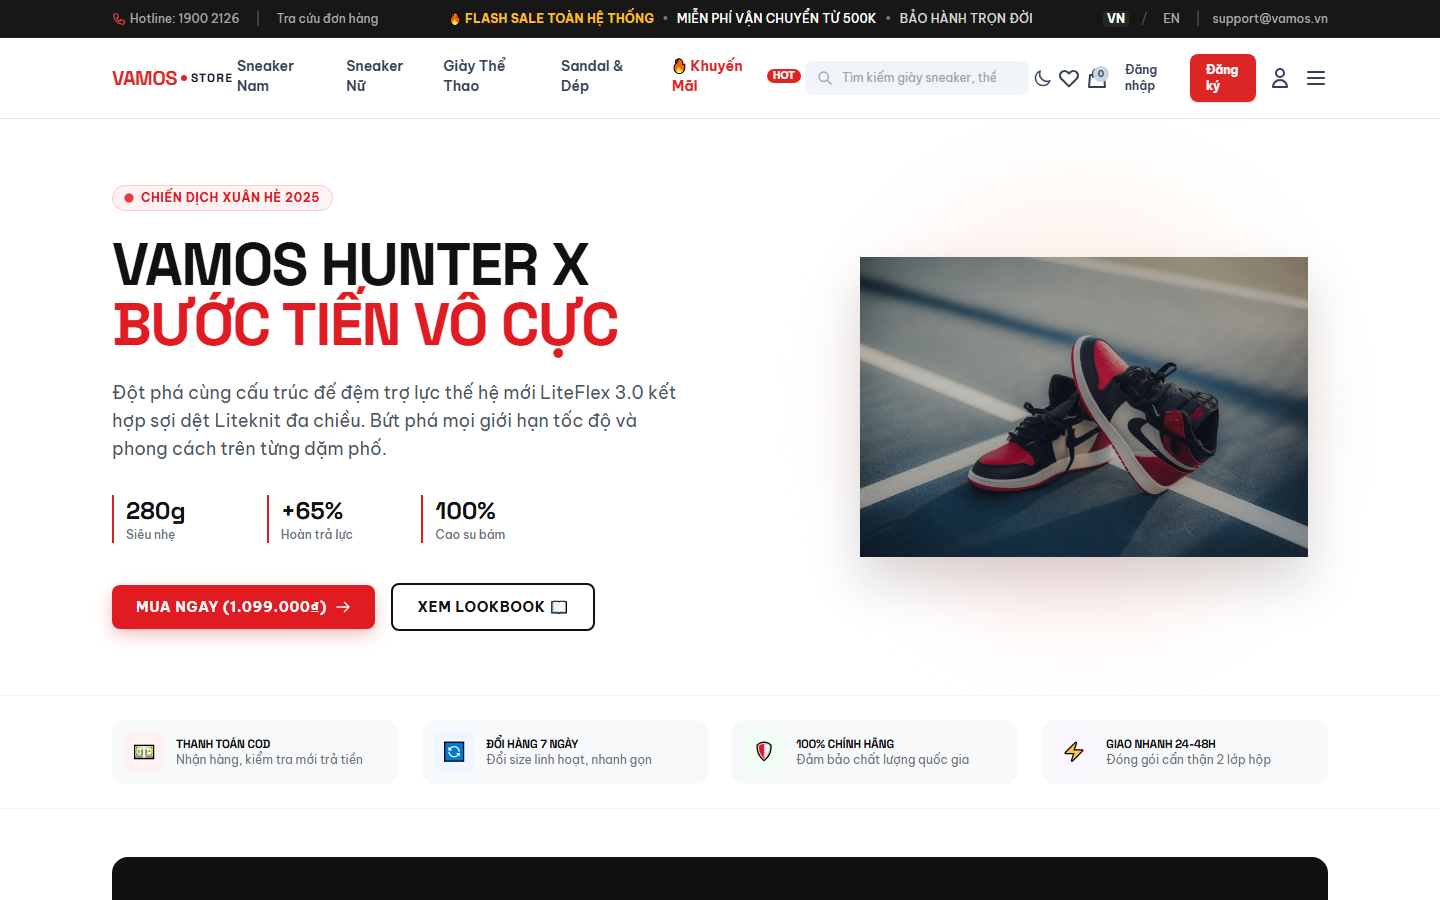 Hotline: 1900 2126 | Tra cứu đơn hàng
🔥 FLASH SALE TOÀN HỆ THỐNG • MIỄN PHÍ VẬN CHUYỂN TỪ 500K • BẢO HÀNH TRỌN ĐỜI
VN / EN | support@vamos.vn
VAMOS • STORE
Sneaker
Nam
Sneaker
Nữ
Giày Thể
Thao
Sandal &
Dép
🔥 Khuyến
Mãi
HOT
Tìm kiếm giày sneaker, thể
0
Đăng
nhập
Đăng
ký
CHIẾN DỊCH XUÂN HÈ 2025
VAMOS HUNTER X
BƯỚC TIẾN VÔ CỰC
Đột phá cùng cấu trúc đế đệm trợ lực thế hệ mới LiteFlex 3.0 kết
hợp sợi dệt Liteknit đa chiều. Bứt phá mọi giới hạn tốc độ và
phong cách trên từng dặm phố.
280g
Siêu nhẹ
+65%
Hoàn trả lực
100%
Cao su bám
MUA NGAY (1.099.000₫) →
XEM LOOKBOOK 📖
THANH TOÁN COD
Nhận hàng, kiểm tra mới trả tiền
ĐỔI HÀNG 7 NGÀY
Đổi size linh hoạt, nhanh gọn
100% CHÍNH HÃNG
Đảm bảo chất lượng quốc gia
GIAO NHANH 24-48H
Đóng gói cẩn thận 2 lớp hộp